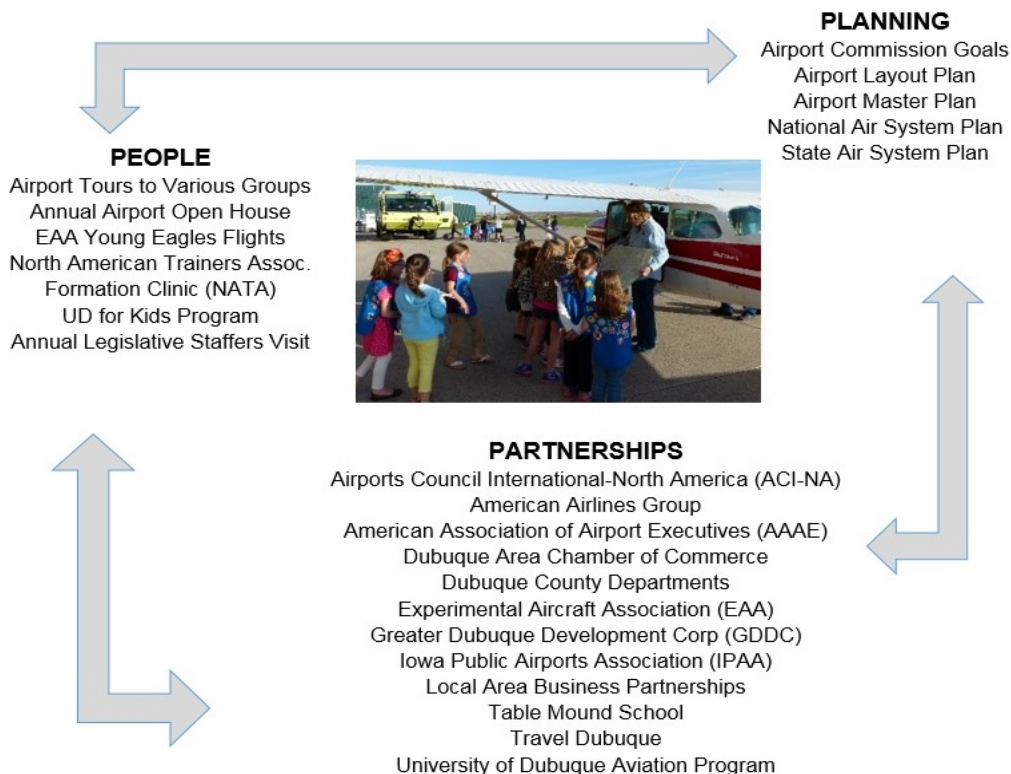 PLANNING
Airport Commission Goals
Airport Layout Plan
Airport Master Plan
National Air System Plan
State Air System Plan
PEOPLE
Airport Tours to Various Groups
Annual Airport Open House
EAA Young Eagles Flights
North American Trainers Assoc.
Formation Clinic (NATA)
UD for Kids Program
Annual Legislative Staffers Visit
PARTNERSHIPS
Airports Council International-North America (ACI-NA)
American Airlines Group
American Association of Airport Executives (AAAE)
Dubuque Area Chamber of Commerce
Dubuque County Departments
Experimental Aircraft Association (EAA)
Greater Dubuque Development Corp (GDDC)
Iowa Public Airports Association (IPAA)
Local Area Business Partnerships
Table Mound School
Travel Dubuque
University of Dubuque Aviation Program